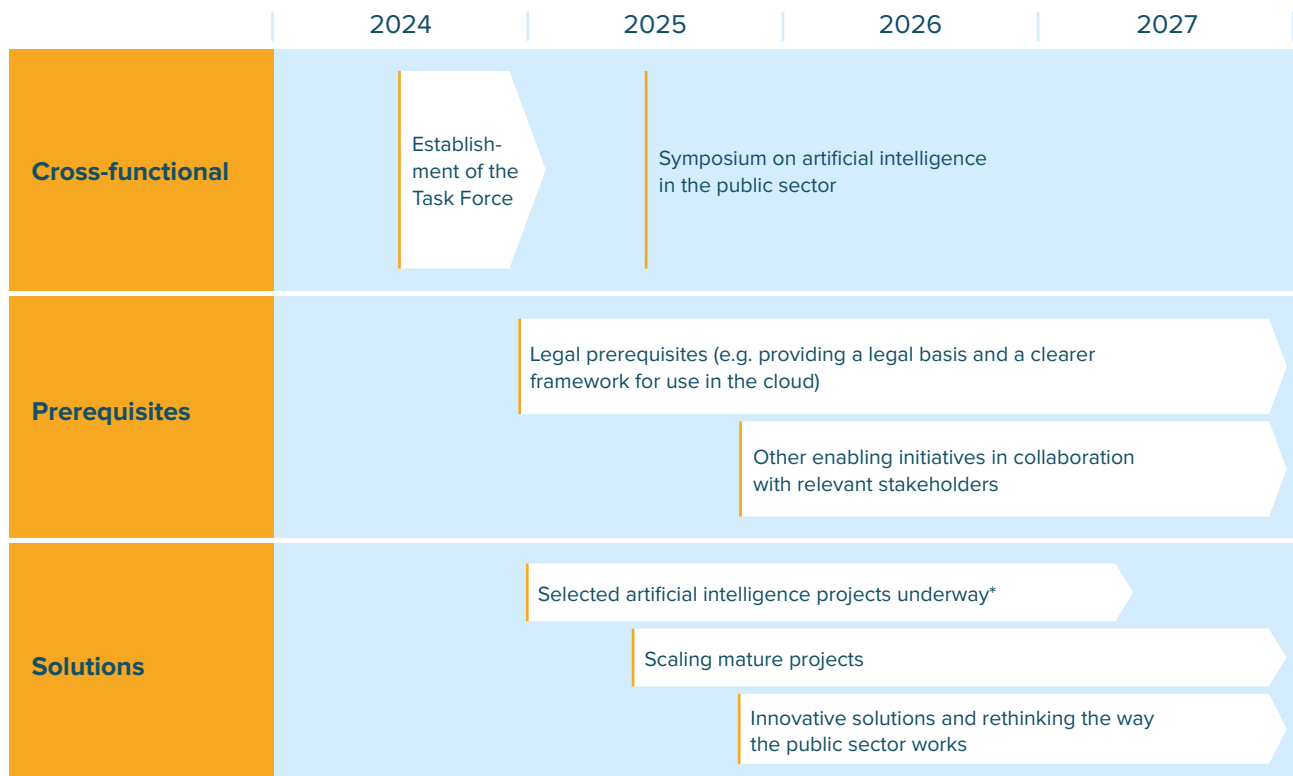 2024 2025 2026 2027
Cross-functional
Establish-
ment of the
Task Force
Symposium on artificial intelligence
in the public sector
Prerequisites
Legal prerequisites (e.g. providing a legal basis and a clearer
framework for use in the cloud)
Other enabling initiatives in collaboration
with relevant stakeholders
Solutions
Selected artificial intelligence projects underway*
Scaling mature projects
Innovative solutions and rethinking the way
the public sector works